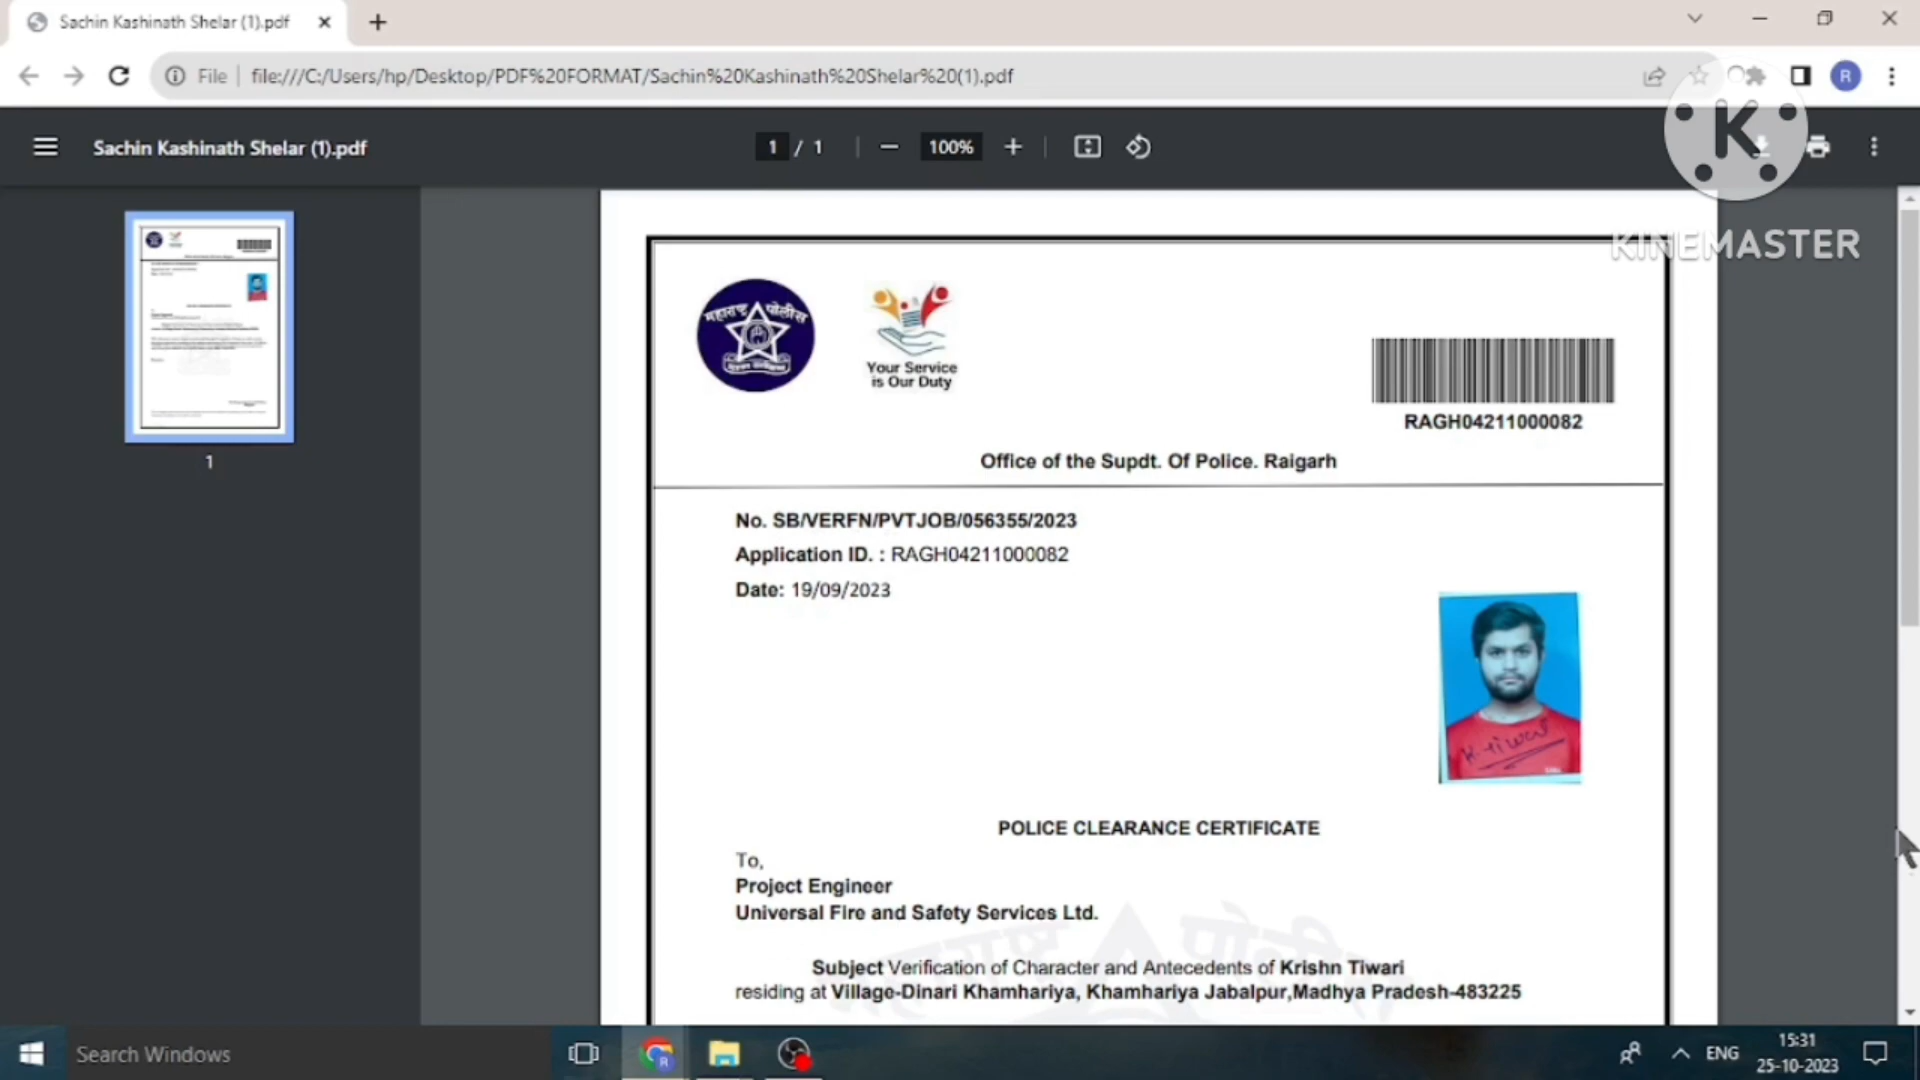 Sachin Kashinath Shelar (1).pdf
File file:///C:/Users/hp/Desktop/PDF%20FORMAT/Sachin%20Kashinath%20Shelar%20(1).pdf
R
Sachin Kashinath Shelar (1).pdf
1 / 1
100%
K
KINEMASTER
1
महाराष्ट्र पोलीस
Your Service
is Our Duty
RAGH04211000082
Office of the Supdt. Of Police. Raigarh
No. SB/VERFN/PVTJOB/056355/2023
Application ID. : RAGH04211000082
Date: 19/09/2023
K. Tiwari
POLICE CLEARANCE CERTIFICATE
To,
Project Engineer
Universal Fire and Safety Services Ltd.
Subject Verification of Character and Antecedents of Krishn Tiwari
residing at Village-Dinari Khamhariya, Khamhariya Jabalpur,Madhya Pradesh-483225
Search Windows
R
ENG
15:31
25-10-2023